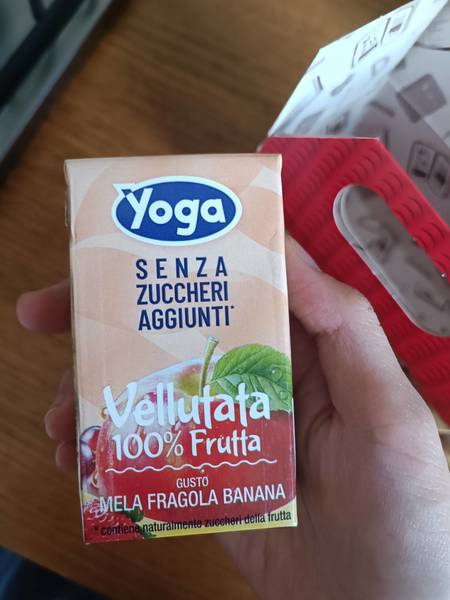 Yoga
SENZA
ZUCCHERI
AGGIUNTI*
Vellutata
100% Frutta
GUSTO
MELA FRAGOLA BANANA
* contiene naturalmente zuccheri della frutta